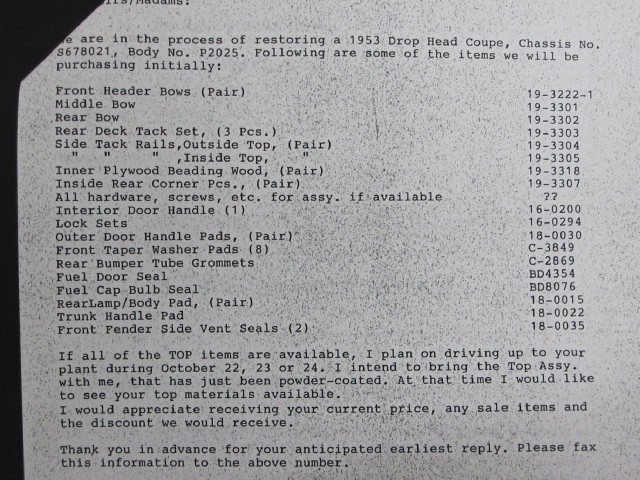 We are in the process of restoring a 1953 Drop Head Coupe, Chassis No.
S678021, Body No. P2025. Following are some of the items we will be
purchasing initially:
Front Header Bows (Pair) 19-3222-1
Middle Bow 19-3301
Rear Bow 19-3302
Rear Deck Tack Set, (3 Pcs.) 19-3303
Side Tack Rails,Outside Top, (Pair) 19-3304
" " " ,Inside Top, " 19-3305
Inner Plywood Beading Wood, (Pair) 19-3318
Inside Rear Corner Pcs., (Pair) 19-3307
All hardware, screws, etc. for assy. if available ??
Interior Door Handle (1) 16-0200
Lock Sets 16-0294
Outer Door Handle Pads, (Pair) 18-0030
Front Taper Washer Pads (8) C-3849
Rear Bumper Tube Grommets C-2869
Fuel Door Seal BD4354
Fuel Cap Bulb Seal BD8076
RearLamp/Body Pad, (Pair) 18-0015
Trunk Handle Pad 18-0022
Front Fender Side Vent Seals (2) 18-0035
If all of the TOP items are available, I plan on driving up to your
plant during October 22, 23 or 24. I intend to bring the Top Assy.
with me, that has just been powder-coated. At that time I would like
to see your top materials available.
I would appreciate receiving your current price, any sale items and
the discount we would receive.
Thank you in advance for your anticipated earliest reply. Please fax
this information to the above number.